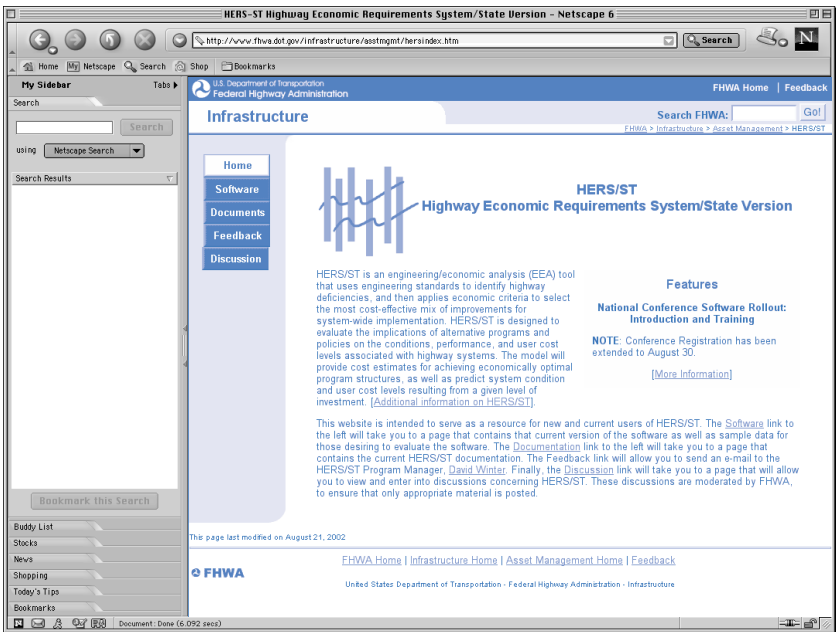 HERS-ST Highway Economic Requirements System/State Version - Netscape 6
http://www.fhwa.dot.gov/infrastructure/asstmgmt/hersindex.htm
Search
N
Home My Netscape Search Shop Bookmarks
My Sidebar Tabs
Search
Search
using Netscape Search
Search Results
Bookmark this Search
Buddy List
Stocks
News
Shopping
Today's Tips
Bookmarks
U.S. Department of Transportation
Federal Highway Administration
FHWA Home | Feedback
Infrastructure
Search FHWA: Go!
FHWA > Infrastructure > Asset Management > HERS/ST
Home
Software
Documents
Feedback
Discussion
HERS/ST
Highway Economic Requirements System/State Version
HERS/ST is an engineering/economic analysis (EEA) tool
that uses engineering standards to identify highway
deficiencies, and then applies economic criteria to select
the most cost-effective mix of improvements for
system-wide implementation. HERS/ST is designed to
evaluate the implications of alternative programs and
policies on the conditions, performance, and user cost
levels associated with highway systems. The model will
provide cost estimates for achieving economically optimal
program structures, as well as predict system condition
and user cost levels resulting from a given level of
investment. [Additional information on HERS/ST].
Features
National Conference Software Rollout:
Introduction and Training
NOTE: Conference Registration has been
extended to August 30.
[More Information]
This website is intended to serve as a resource for new and current users of HERS/ST. The Software link to
the left will take you to a page that contains that current version of the software as well as sample data for
those desiring to evaluate the software. The Documentation link to the left will take you to a page that
contains the current HERS/ST documentation. The Feedback link will allow you to send an e-mail to the
HERS/ST Program Manager, David Winter. Finally, the Discussion link will take you to a page that will allow
you to view and enter into discussions concerning HERS/ST. These discussions are moderated by FHWA,
to ensure that only appropriate material is posted.
This page last modified on August 21, 2002
FHWA Home | Infrastructure Home | Asset Management Home | Feedback
FHWA
United States Department of Transportation - Federal Highway Administration - Infrastructure
N Document: Done (6.092 secs)